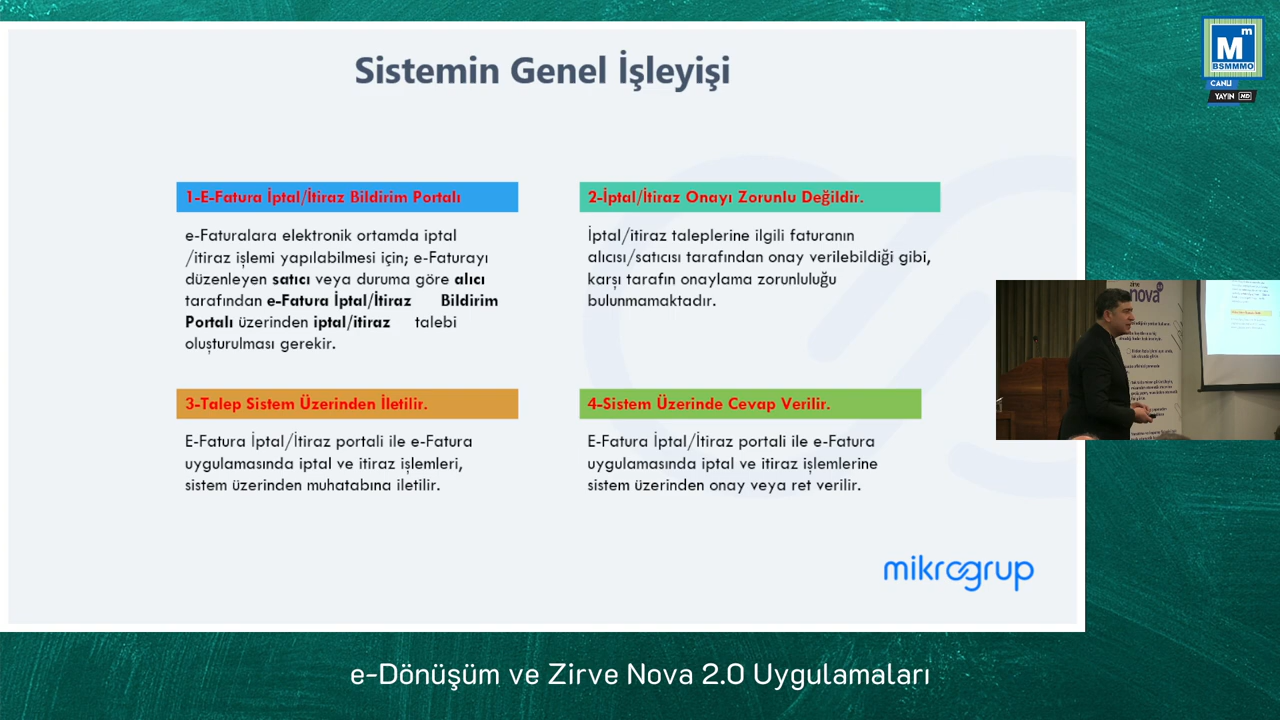 Sistemin Genel İşleyişi
1-E-Fatura İptal/İtiraz Bildirim Portalı
e-Faturalara elektronik ortamda iptal
/itiraz işlemi yapılabilmesi için; e-Faturayı
düzenleyen satıcı veya duruma göre alıcı
tarafından e-Fatura İptal/İtiraz Bildirim
Portalı üzerinden iptal/itiraz talebi
oluşturulması gerekir.
2-İptal/İtiraz Onayı Zorunlu Değildir.
İptal/itiraz taleplerine ilgili faturanın
alıcısı/satıcısı tarafından onay verilebildiği gibi,
karşı tarafın onaylama zorunluluğu
bulunmamaktadır.
3-Talep Sistem Üzerinden İletilir.
E-Fatura İptal/İtiraz portali ile e-Fatura
uygulamasında iptal ve itiraz işlemleri,
sistem üzerinden muhatabına iletilir.
4-Sistem Üzerinde Cevap Verilir.
E-Fatura İptal/İtiraz portali ile e-Fatura
uygulamasında iptal ve itiraz işlemlerine
sistem üzerinden onay veya ret verilir.
mikrogrup
M m
BSMMMO
CANLI
YAYIN HD
nova
e-Dönüşüm ve Zirve Nova 2.0 Uygulamaları